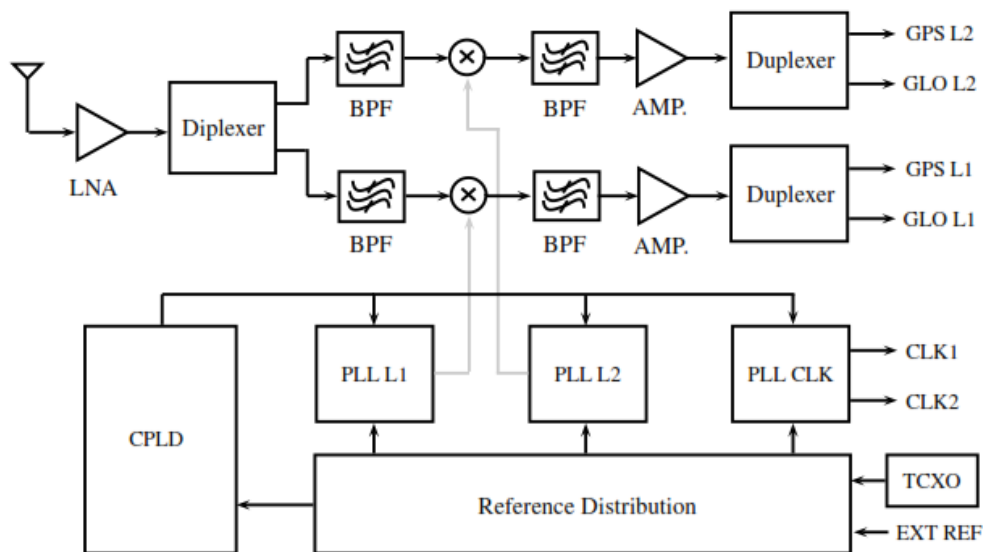 GPS L2
Duplexer
GLO L2
BPF
BPF
AMP.
Diplexer
LNA
GPS L1
Duplexer
GLO L1
BPF
BPF
AMP.
PLL L1
PLL L2
PLL CLK
CLK1
CLK2
CPLD
TCXO
Reference Distribution
EXT REF